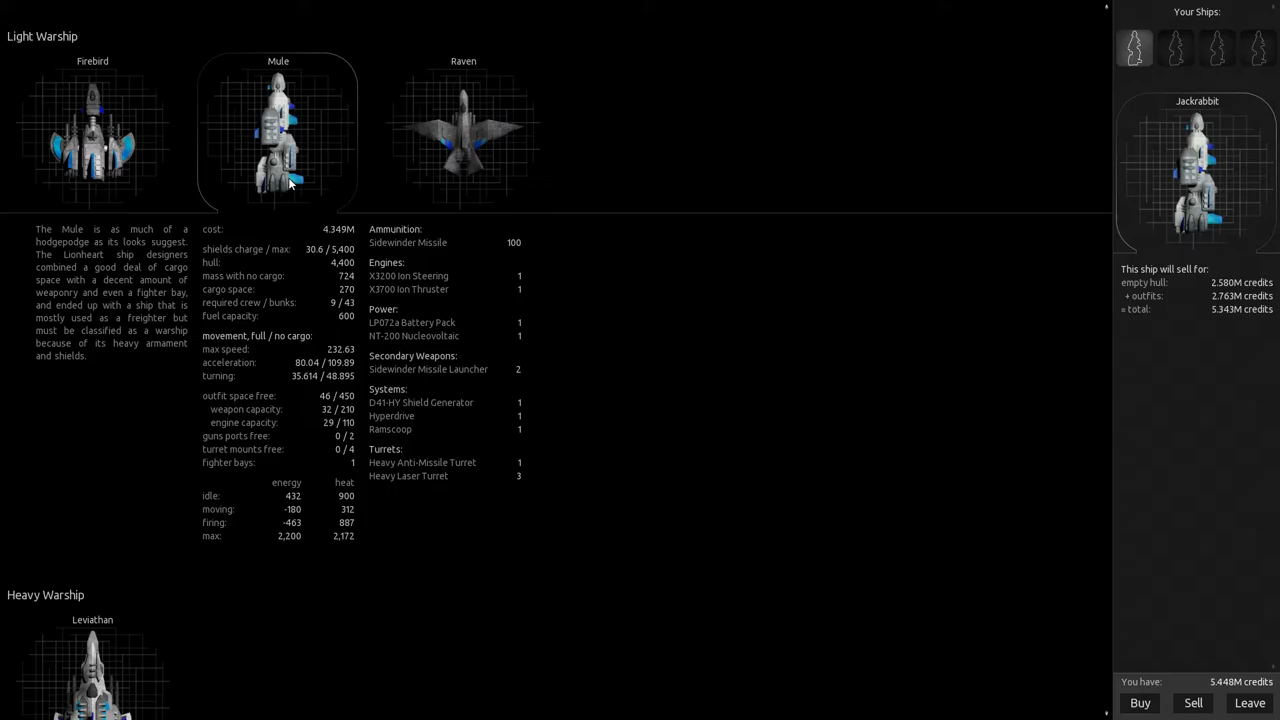 Light Warship
Firebird
Mule
Raven
The Mule is as much of a
hodgepodge as its looks suggest.
The Lionheart ship designers
combined a good deal of cargo
space with a decent amount of
weaponry and even a fighter bay,
and ended up with a ship that is
mostly used as a freighter but
must be classified as a warship
because of its heavy armament
and shields.
cost: 4.349M
shields charge / max: 30.6 / 5,400
hull: 4,400
mass with no cargo: 724
cargo space: 270
required crew / bunks: 9 / 43
fuel capacity: 600
movement, full / no cargo:
max speed: 232.63
acceleration: 80.04 / 109.89
turning: 35.614 / 48.895
outfit space free: 46 / 450
weapon capacity: 32 / 210
engine capacity: 29 / 110
guns ports free: 0 / 2
turret mounts free: 0 / 4
fighter bays: 1
energy heat
idle: 432 900
moving: -180 312
firing: -463 887
max: 2,200 2,172
Ammunition:
Sidewinder Missile 100
Engines:
X3200 Ion Steering 1
X3700 Ion Thruster 1
Power:
LP072a Battery Pack 1
NT-200 Nucleovoltaic 1
Secondary Weapons:
Sidewinder Missile Launcher 2
Systems:
D41-HY Shield Generator 1
Hyperdrive 1
Ramscoop 1
Turrets:
Heavy Anti-Missile Turret 1
Heavy Laser Turret 3
Heavy Warship
Leviathan
Your Ships:
Jackrabbit
This ship will sell for:
empty hull: 2.580M credits
+ outfits: 2.763M credits
= total: 5.343M credits
You have: 5.448M credits
Buy Sell Leave